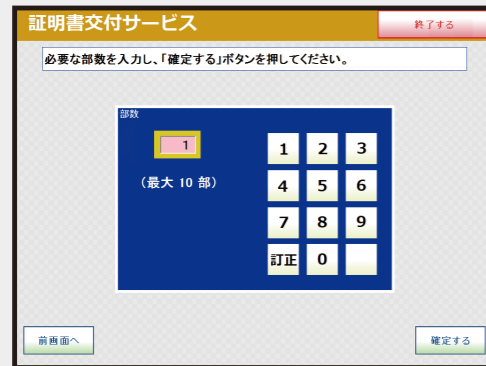 証明書交付サービス
終了する
必要な部数を入力し、「確定する」ボタンを押してください。
部数
1
(最大 10 部)
1 2 3
4 5 6
7 8 9
訂正 0
前画面へ
確定する